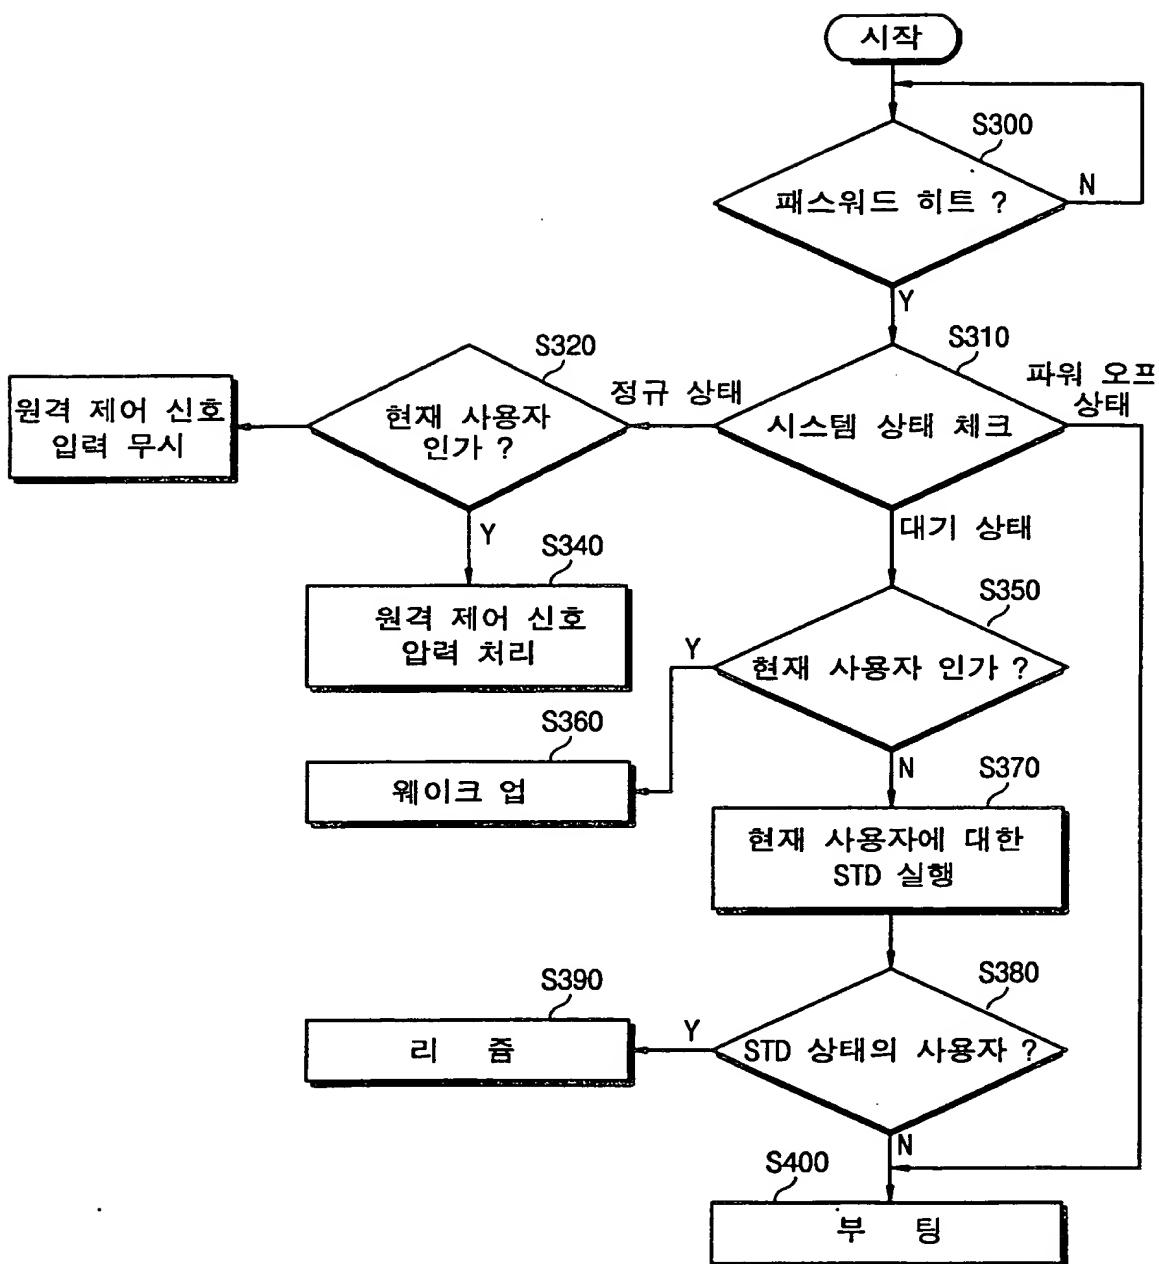 시작
S300
패스워드 히트 ?
N
Y
S310
시스템 상태 체크
파워 오프
상태
정규 상태
대기 상태
S320
현재 사용자
인가 ?
원격 제어 신호
입력 무시
Y
S340
원격 제어 신호
압력 처리
S350
현재 사용자 인가 ?
Y
N
S360
웨이크 업
S370
현재 사용자에 대한
STD 실행
S380
STD 상태의 사용자 ?
Y
N
S390
리 쥼
S400
부 팅